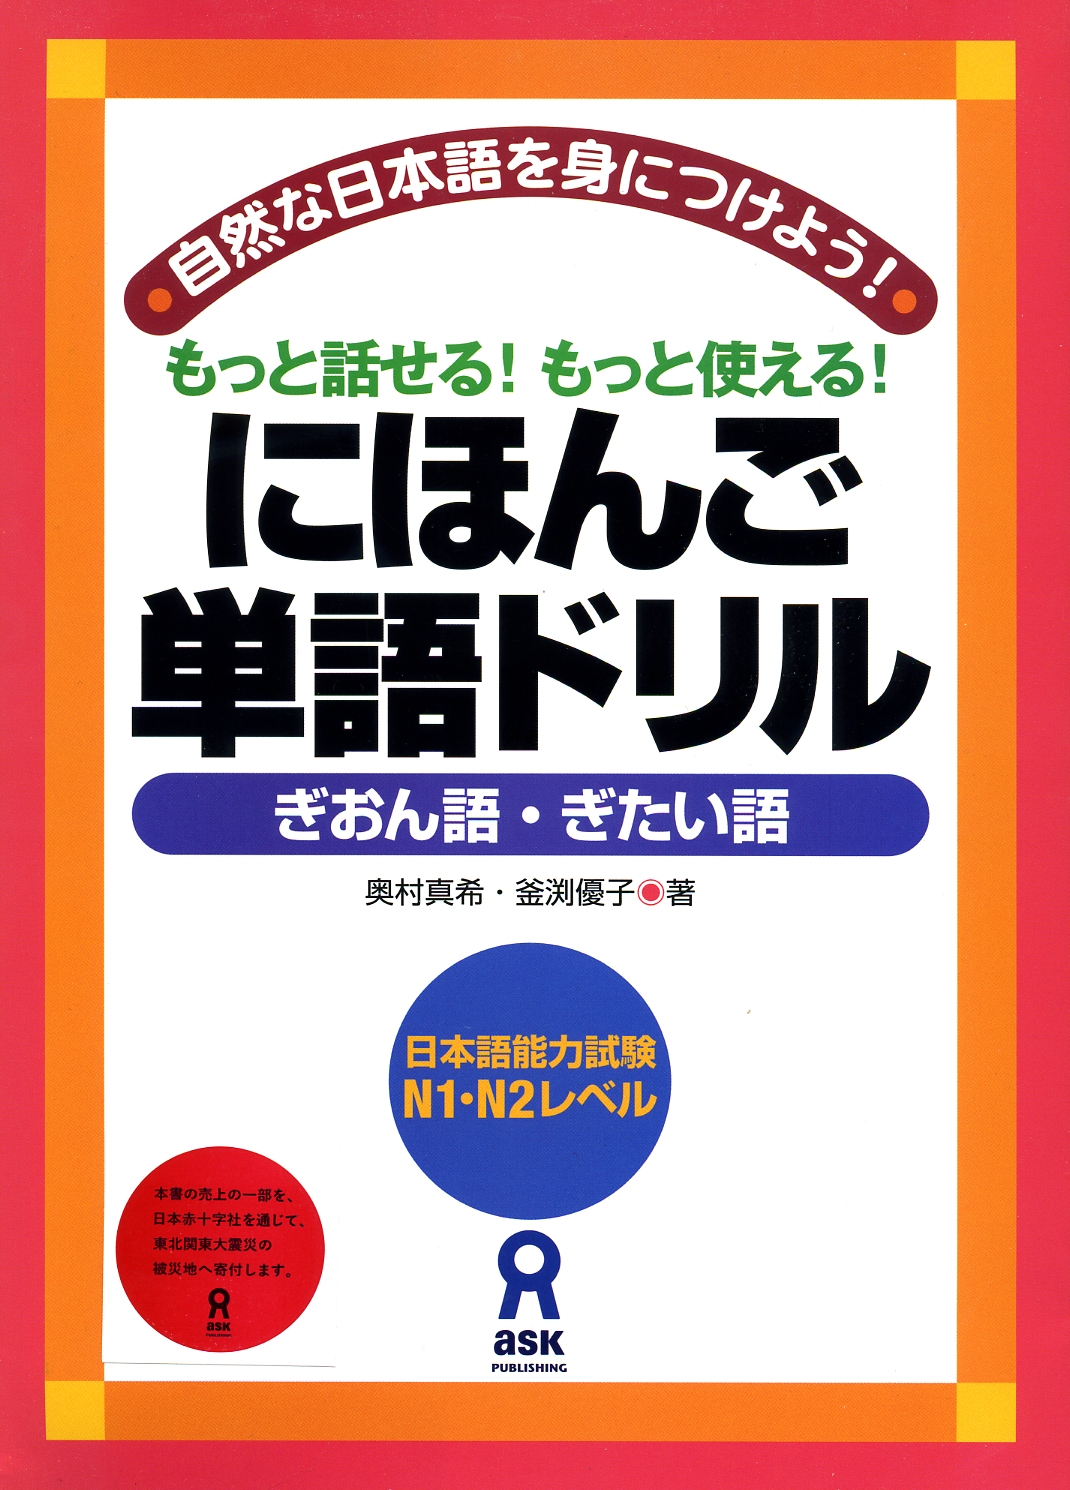 自然な日本語を身につけよう！
もっと話せる！ もっと使える！
にほんご
単語ドリル
ぎおん語・ぎたい語
奥村真希・釜渕優子◉著
日本語能力試験
N1・N2レベル
本書の売上の一部を、
日本赤十字社を通じて、
東北関東大震災の
被災地へ寄付します。
ask
PUBLISHING
ask
PUBLISHING